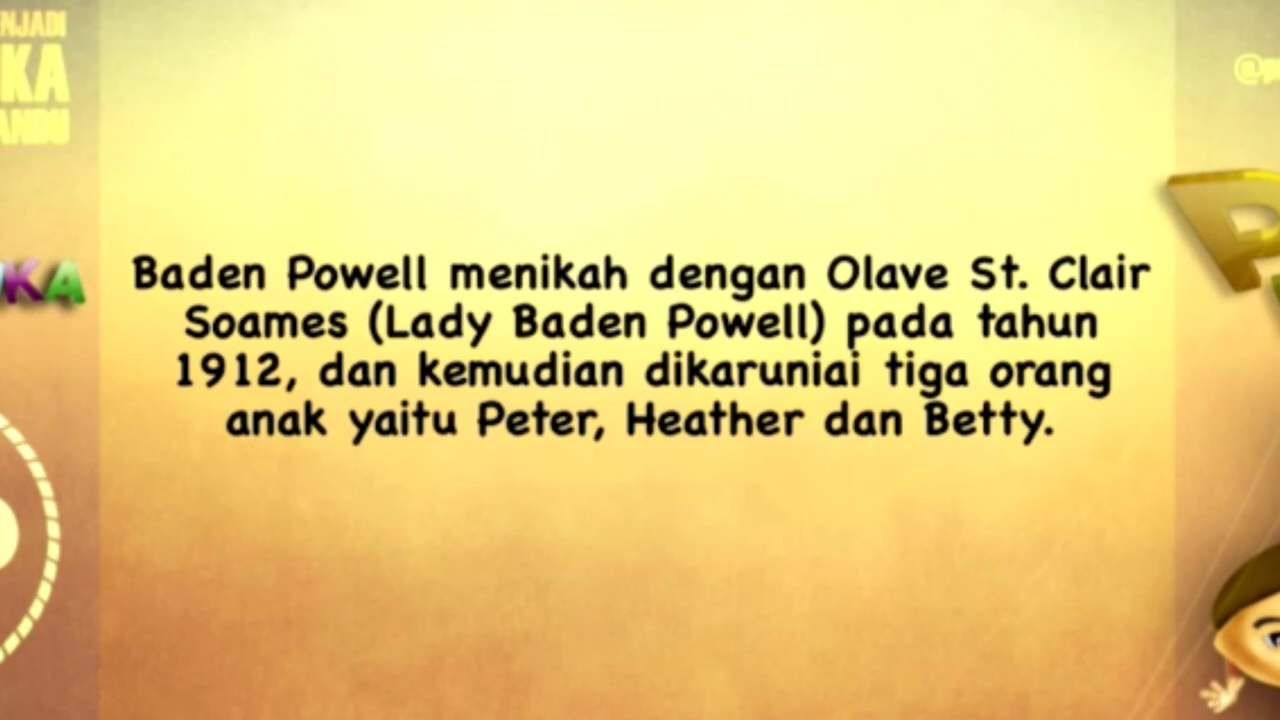 Baden Powell menikah dengan Olave St. Clair
Soames (Lady Baden Powell) pada tahun
1912, dan kemudian dikaruniai tiga orang
anak yaitu Peter, Heather dan Betty.